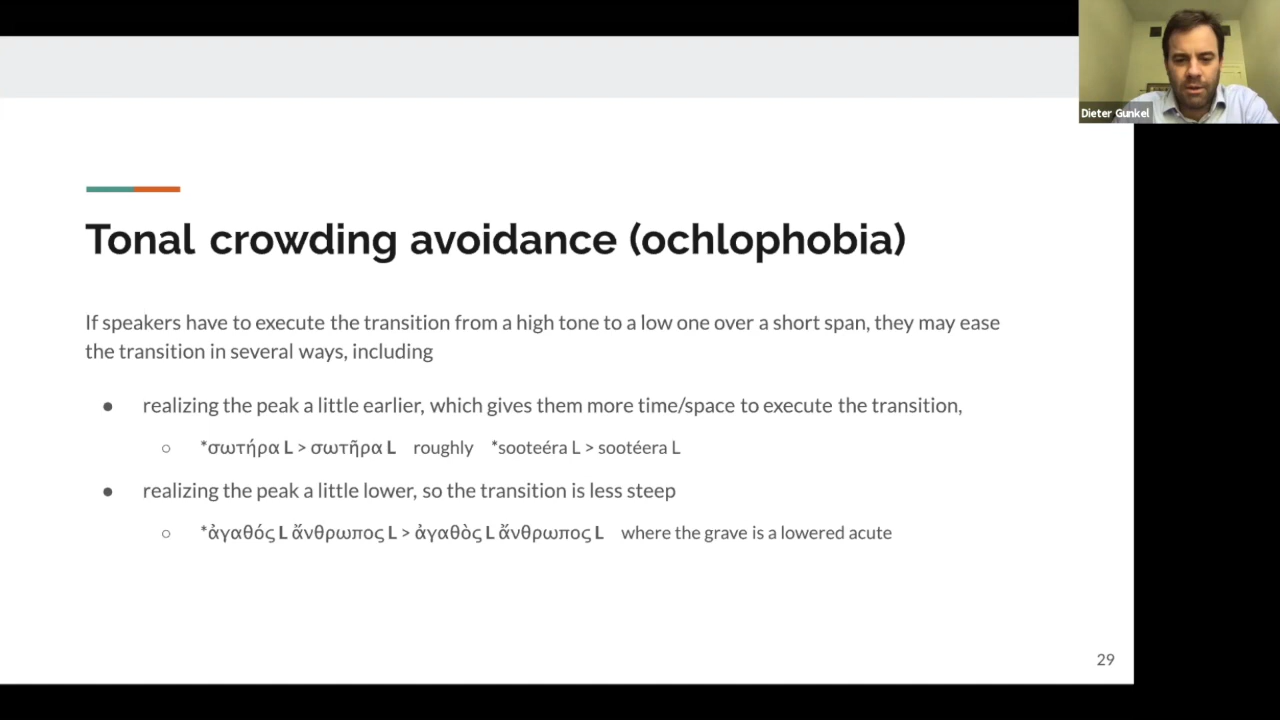 Dieter Gunkel
Tonal crowding avoidance (ochlophobia)
If speakers have to execute the transition from a high tone to a low one over a short span, they may ease
the transition in several ways, including
● realizing the peak a little earlier, which gives them more time/space to execute the transition,
○ *σωτήρα L > σωτῆρα L roughly *sooteéra L > sootéera L
● realizing the peak a little lower, so the transition is less steep
○ *ἀγαθός L ἄνθρωπος L > ἀγαθὸς L ἄνθρωπος L where the grave is a lowered acute
29